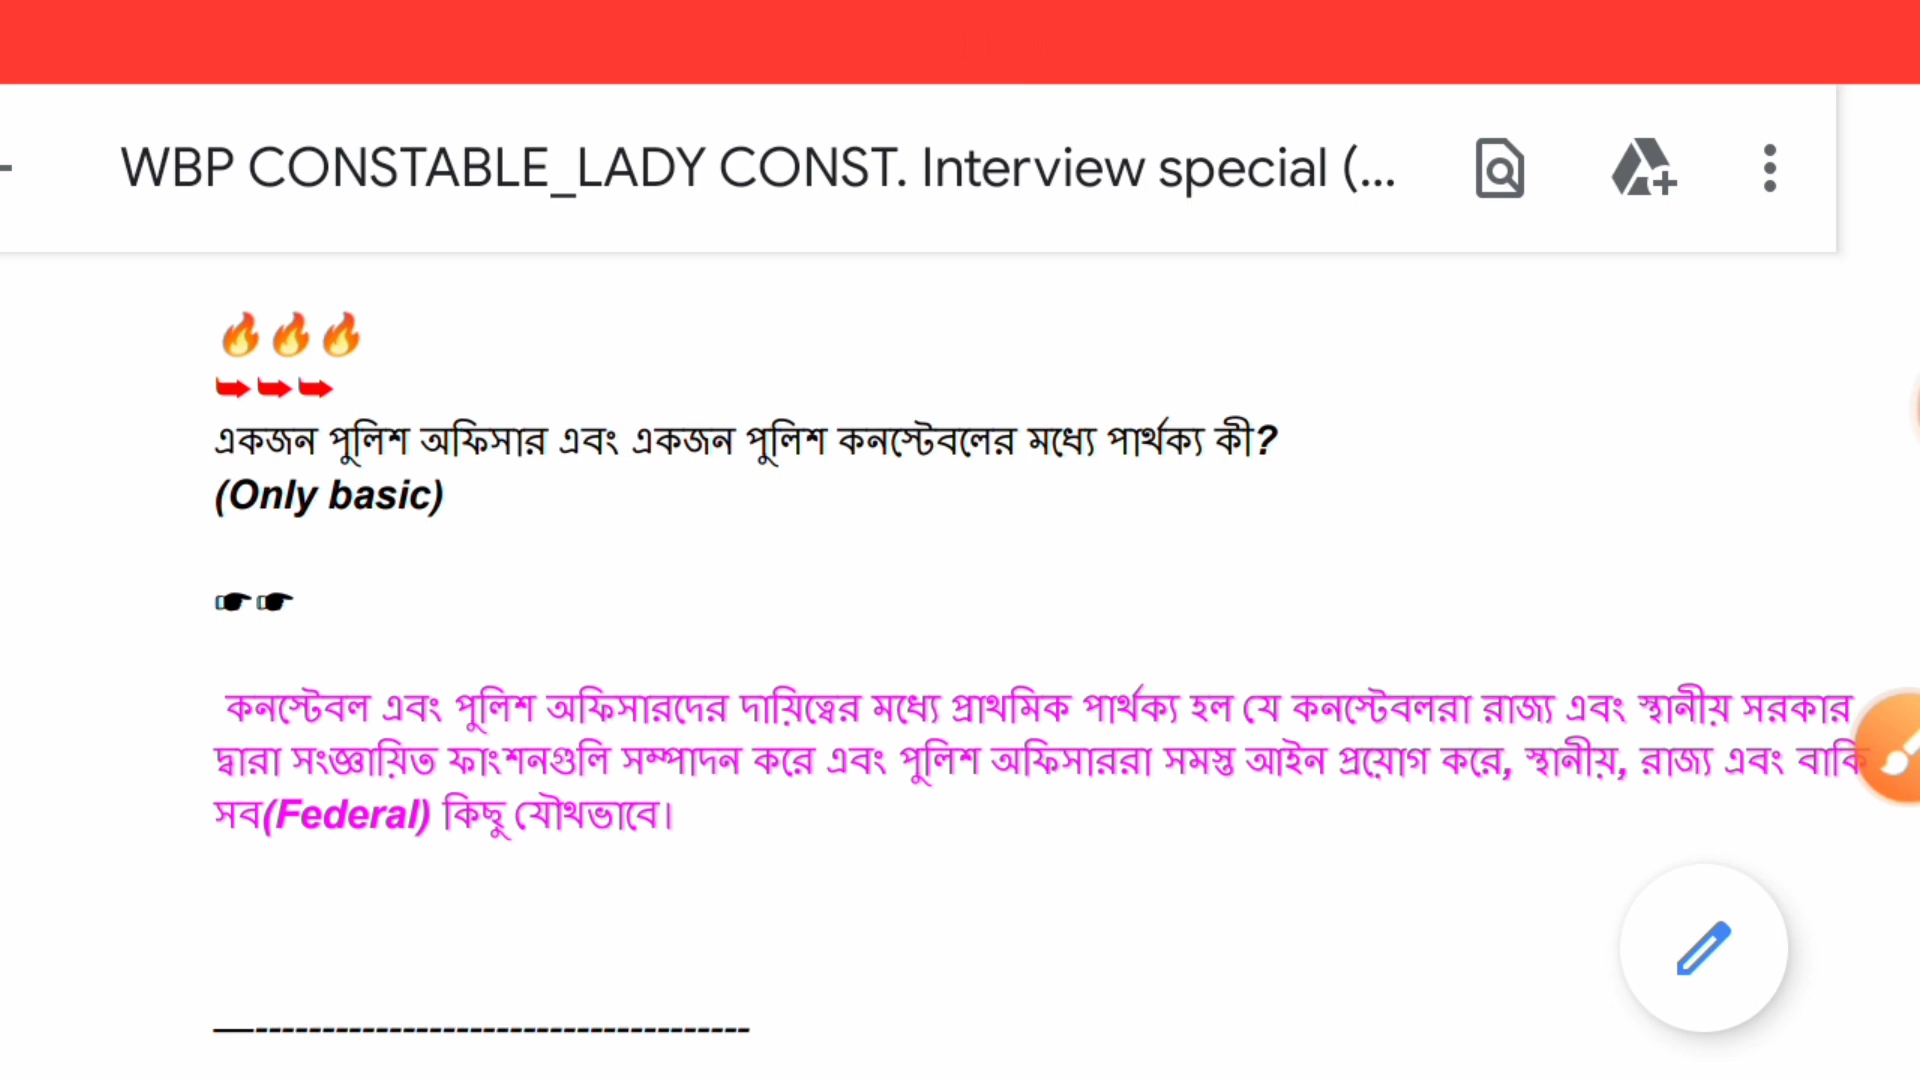 WBP CONSTABLE_LADY CONST. Interview special (...
🔥🔥🔥
➥➥➥
একজন পুলিশ অফিসার এবং একজন পুলিশ কনস্টেবলের মধ্যে পার্থক্য কী?
(Only basic)
☛☛
কনস্টেবল এবং পুলিশ অফিসারদের দায়িত্বের মধ্যে প্রাথমিক পার্থক্য হল যে কনস্টেবলরা রাজ্য এবং স্থানীয় সরকার
দ্বারা সংজ্ঞায়িত ফাংশনগুলি সম্পাদন করে এবং পুলিশ অফিসাররা সমস্ত আইন প্রয়োগ করে, স্থানীয়, রাজ্য এবং বাকি
সব(Federal) কিছু যৌথভাবে।
—-------------------------------------